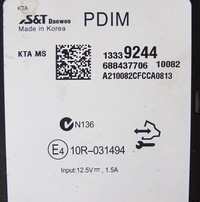 KTA
S&T Daewoo
Made in Korea
PDIM
KTA MS
1333 9244
688437706 10082
A210082CFCCA0813
N136
E4 10R-031494
Input:12.5V⎓, 1.5A